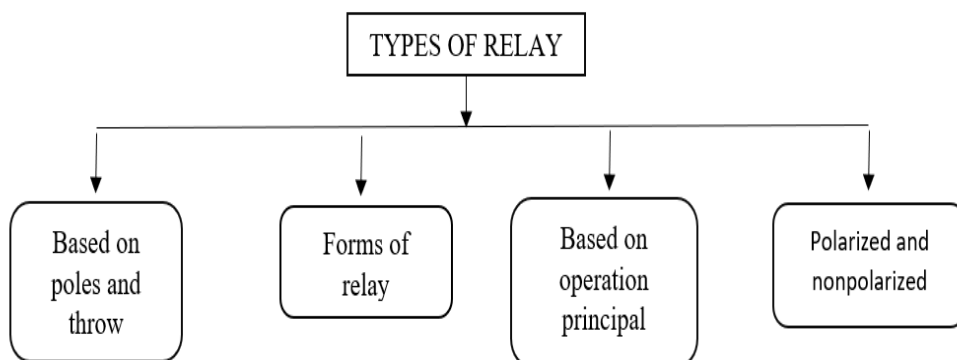 TYPES OF RELAY
Based on
poles and
throw
Forms of
relay
Based on
operation
principal
Polarized and
nonpolarized